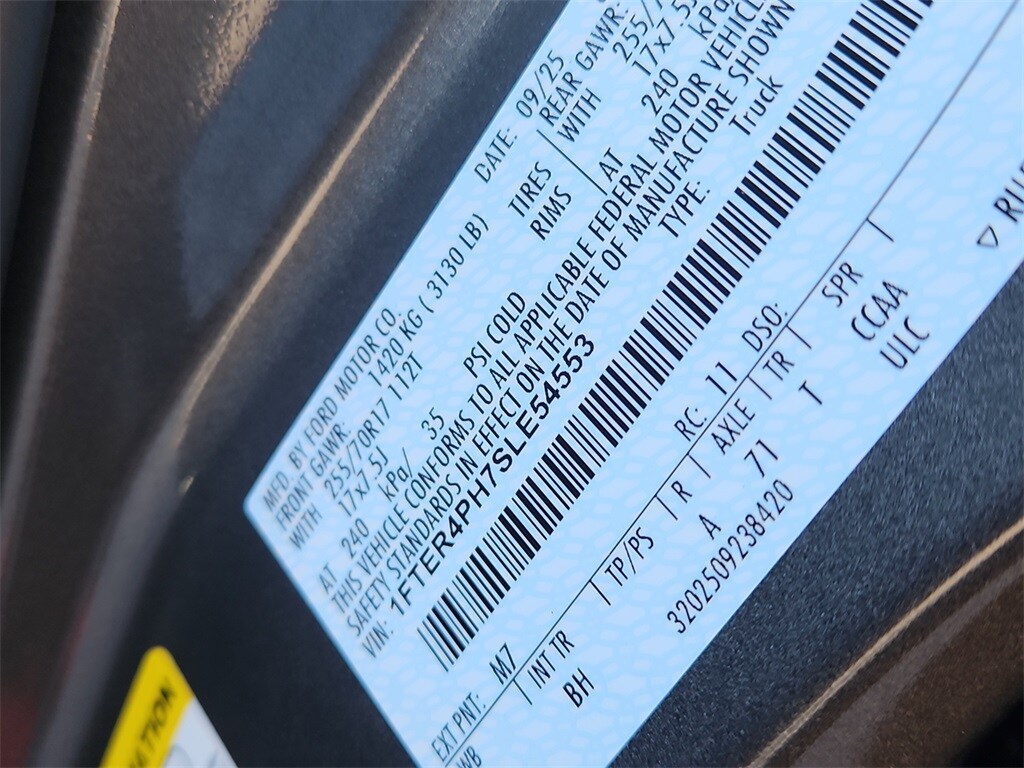 MFD. BY FORD MOTOR CO.
DATE: 09/25
FRONT GAWR: 1420 KG ( 3130 LB)
REAR GAWR:
WITH 255/70R17 112T TIRES WITH
17x7.5J RIMS
AT 240 kPa/ 35 PSI COLD AT 240 kPa
THIS VEHICLE CONFORMS TO ALL APPLICABLE FEDERAL MOTOR VEHICLE
SAFETY STANDARDS IN EFFECT ON THE DATE OF MANUFACTURE SHOWN
VIN: 1FTER4PH7SLE54553
TYPE: Truck
EXT PNT: M7 RC: 11 DSO:
WB INT TR TP/PS R AXLE TR SPR
BH A 71 T CCAA
3202509238420 ULC